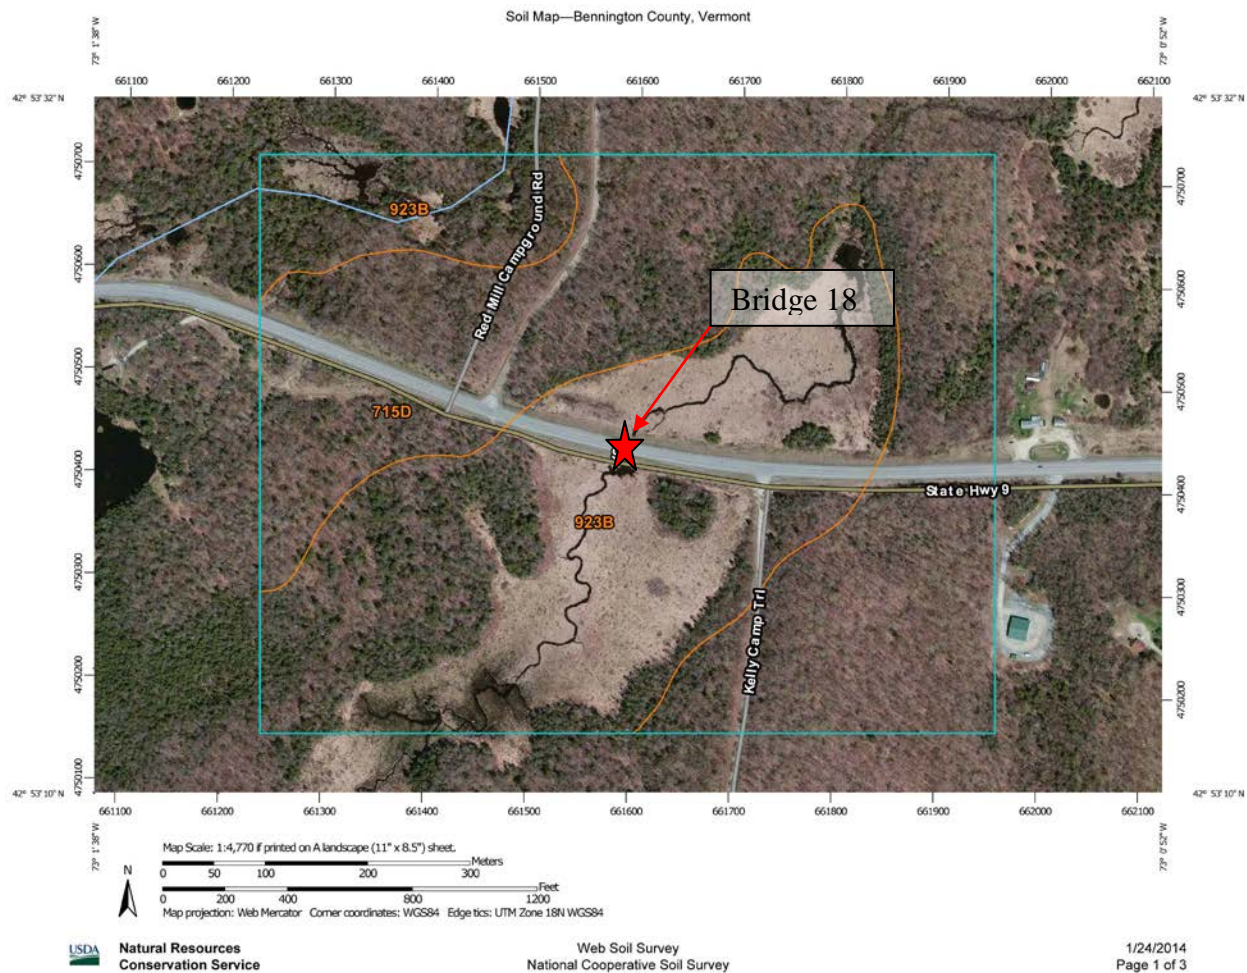 Soil Map—Bennington County, Vermont
73° 1' 38" W
73° 0' 52" W
661100 661200 661300 661400 661500 661600 661700 661800 661900 662000 662100
42° 53' 32" N
42° 53' 32" N
4750700
4750700
923B
Red Mill Campground Rd
4750600
4750600
Bridge 18
4750500
4750500
715D
4750400
4750400
State Hwy 9
923B
4750300
4750300
Kelly Camp Trl
4750200
4750200
4750100
42° 53' 10" N
42° 53' 10" N
661100 661200 661300 661400 661500 661600 661700 661800 661900 662000 662100
73° 1' 38" W
73° 0' 52" W
Map Scale: 1:4,770 if printed on A landscape (11" x 8.5") sheet.
N
Meters
0 50 100 200 300
Feet
0 200 400 800 1200
Map projection: Web Mercator Corner coordinates: WGS84 Edge tics: UTM Zone 18N WGS84
USDA
Natural Resources
Conservation Service
Web Soil Survey
National Cooperative Soil Survey
1/24/2014
Page 1 of 3